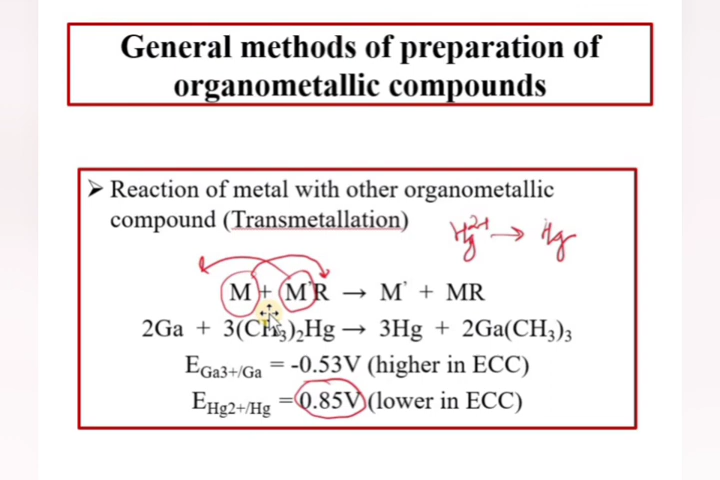 General methods of preparation of
organometallic compounds
➤ Reaction of metal with other organometallic
compound (Transmetallation)
Hg²⁺ → Hg
M + M'R → M' + MR
2Ga + 3(CH₃)₂Hg → 3Hg + 2Ga(CH₃)₃
E_Ga3+/Ga = -0.53V (higher in ECC)
E_Hg2+/Hg = 0.85V (lower in ECC)